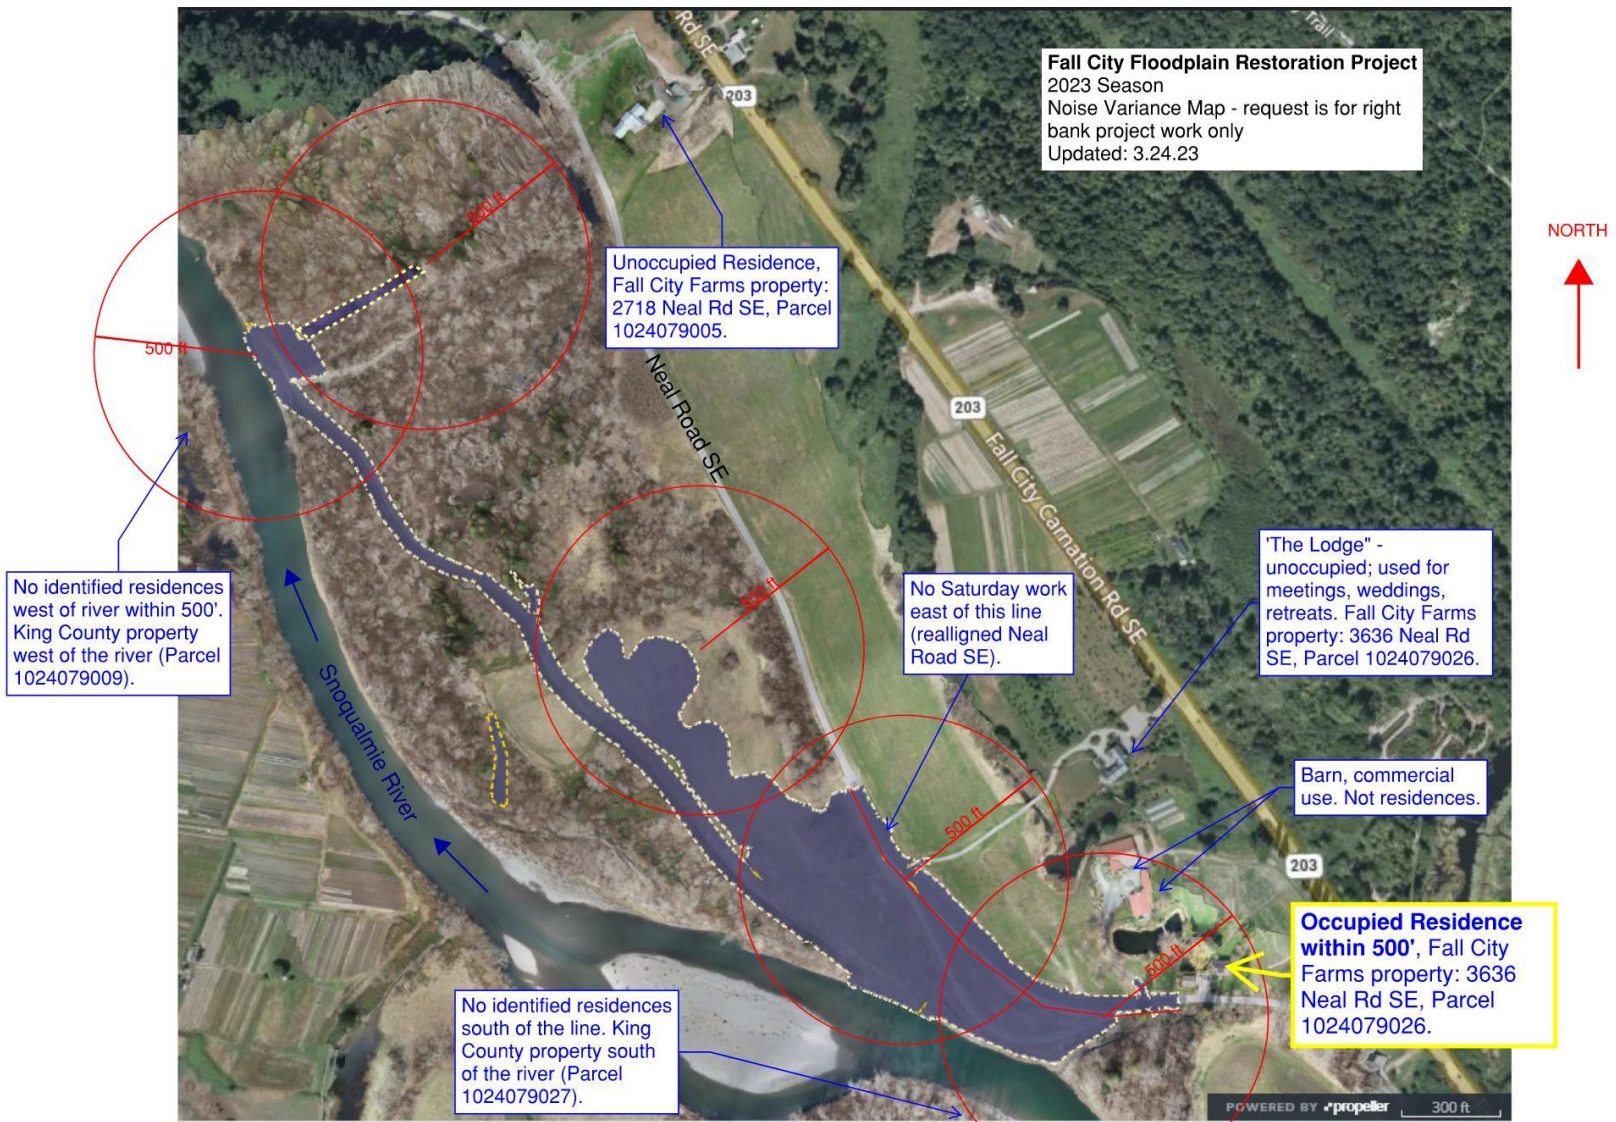 Trail
Rd SE
203
Fall City Floodplain Restoration Project
2023 Season
Noise Variance Map - request is for right
bank project work only
Updated: 3.24.23
NORTH
500 ft
500 ft
Unoccupied Residence,
Fall City Farms property:
2718 Neal Rd SE, Parcel
1024079005.
Neal Road SE
203
Fall City Carnation Rd SE
'The Lodge" -
unoccupied; used for
meetings, weddings,
retreats. Fall City Farms
property: 3636 Neal Rd
SE, Parcel 1024079026.
No identified residences
west of river within 500'.
King County property
west of the river (Parcel
1024079009).
500 ft
No Saturday work
east of this line
(realligned Neal
Road SE).
Snoqualmie River
Barn, commercial
use. Not residences.
500 ft
203
Occupied Residence
within 500', Fall City
Farms property: 3636
Neal Rd SE, Parcel
1024079026.
500 ft
No identified residences
south of the line. King
County property south
of the river (Parcel
1024079027).
POWERED BY propeller
300 ft